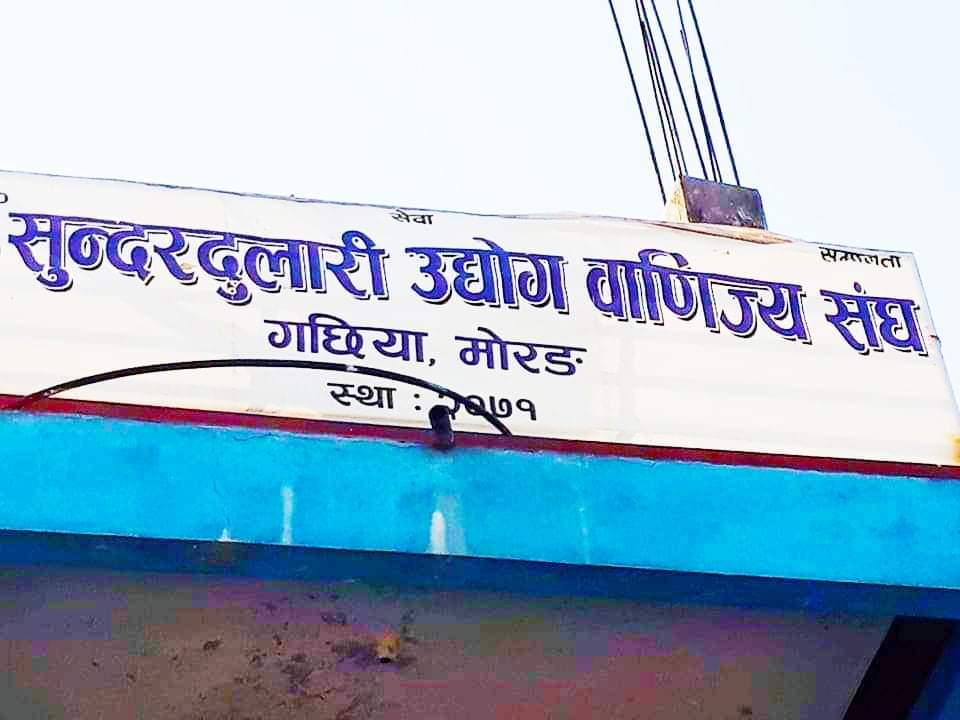 सेवा
सुन्दरदुलारी उद्योग वाणिज्य संघ
गछिया, मोरङ
स्था : २०७१